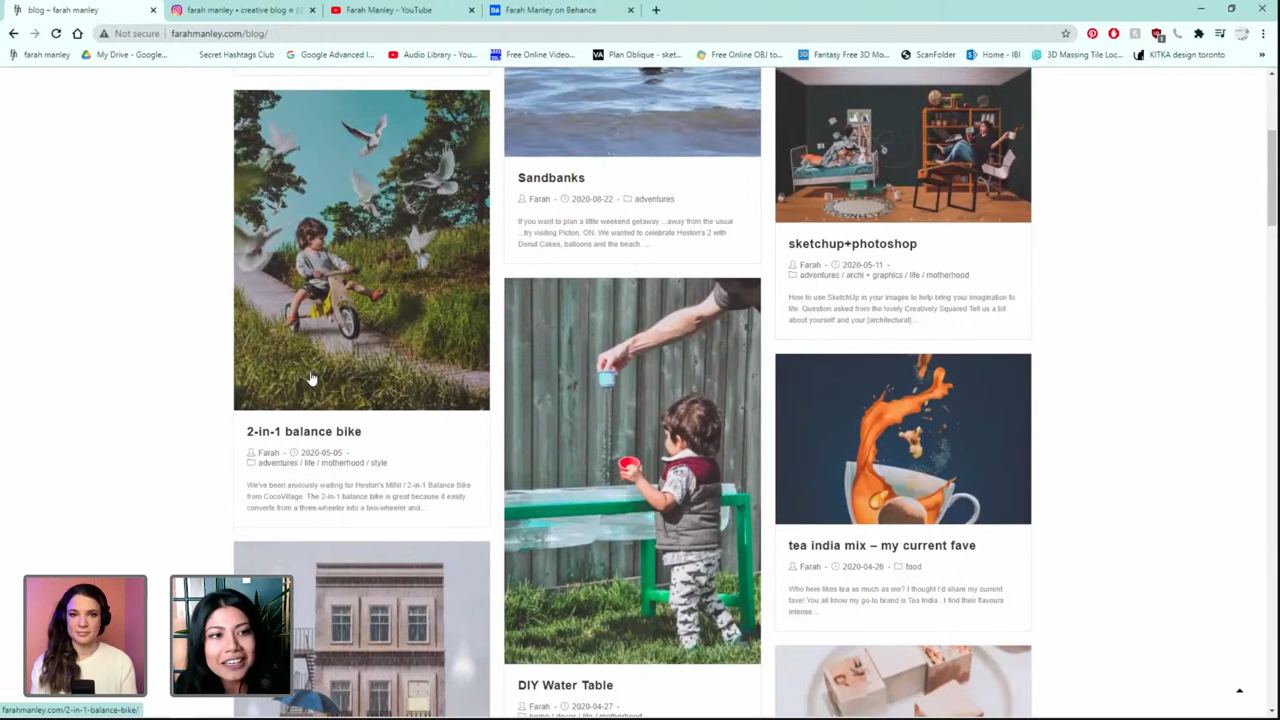 blog – farah manley
farah manley • creative blog
Farah Manley - YouTube
Farah Manley on Behance
Not secure
farahmanley.com/blog/
farah manley
My Drive - Google...
Secret Hashtags Club
Google Advanced I...
Audio Library - You...
Free Online Video...
Plan Oblique - sket...
Free Online OBJ to...
Fantasy Free 3D Mo...
ScanFolder
Home - IBI
3D Massing Tile Loc...
KITKA design toronto
2-in-1 balance bike
Farah - 2020-05-05 -
adventures / life / motherhood / style
We've been anxiously waiting for Heston's MINI / 2-in-1 Balance Bike
from CocoVillage. The 2-in-1 balance bike is great because it easily
converts from a three-wheeler into a two-wheeler and...
Sandbanks
Farah - 2020-08-22 - adventures
If you want to plan a little weekend getaway ...away from the usual
...try visiting Picton, ON. We wanted to celebrate Heston's 2 with
Donut Cakes, balloons and the beach. ...
DIY Water Table
Farah - 2020-04-27 -
home / decor / life / motherhood
sketchup+photoshop
Farah - 2020-05-11 -
adventures / archi + graphics / life / motherhood
How to use SketchUp in your images to help bring your imagination to
life. Question asked from the lovely Creatively Squared Tell us a bit
about yourself and your [architectural]...
tea india mix – my current fave
Farah - 2020-04-26 - food
Who here likes tea as much as me? I thought I'd share my current
fave! You all know my go-to brand is Tea India , I find their flavours
intense...
farahmanley.com/2-in-1-balance-bike/